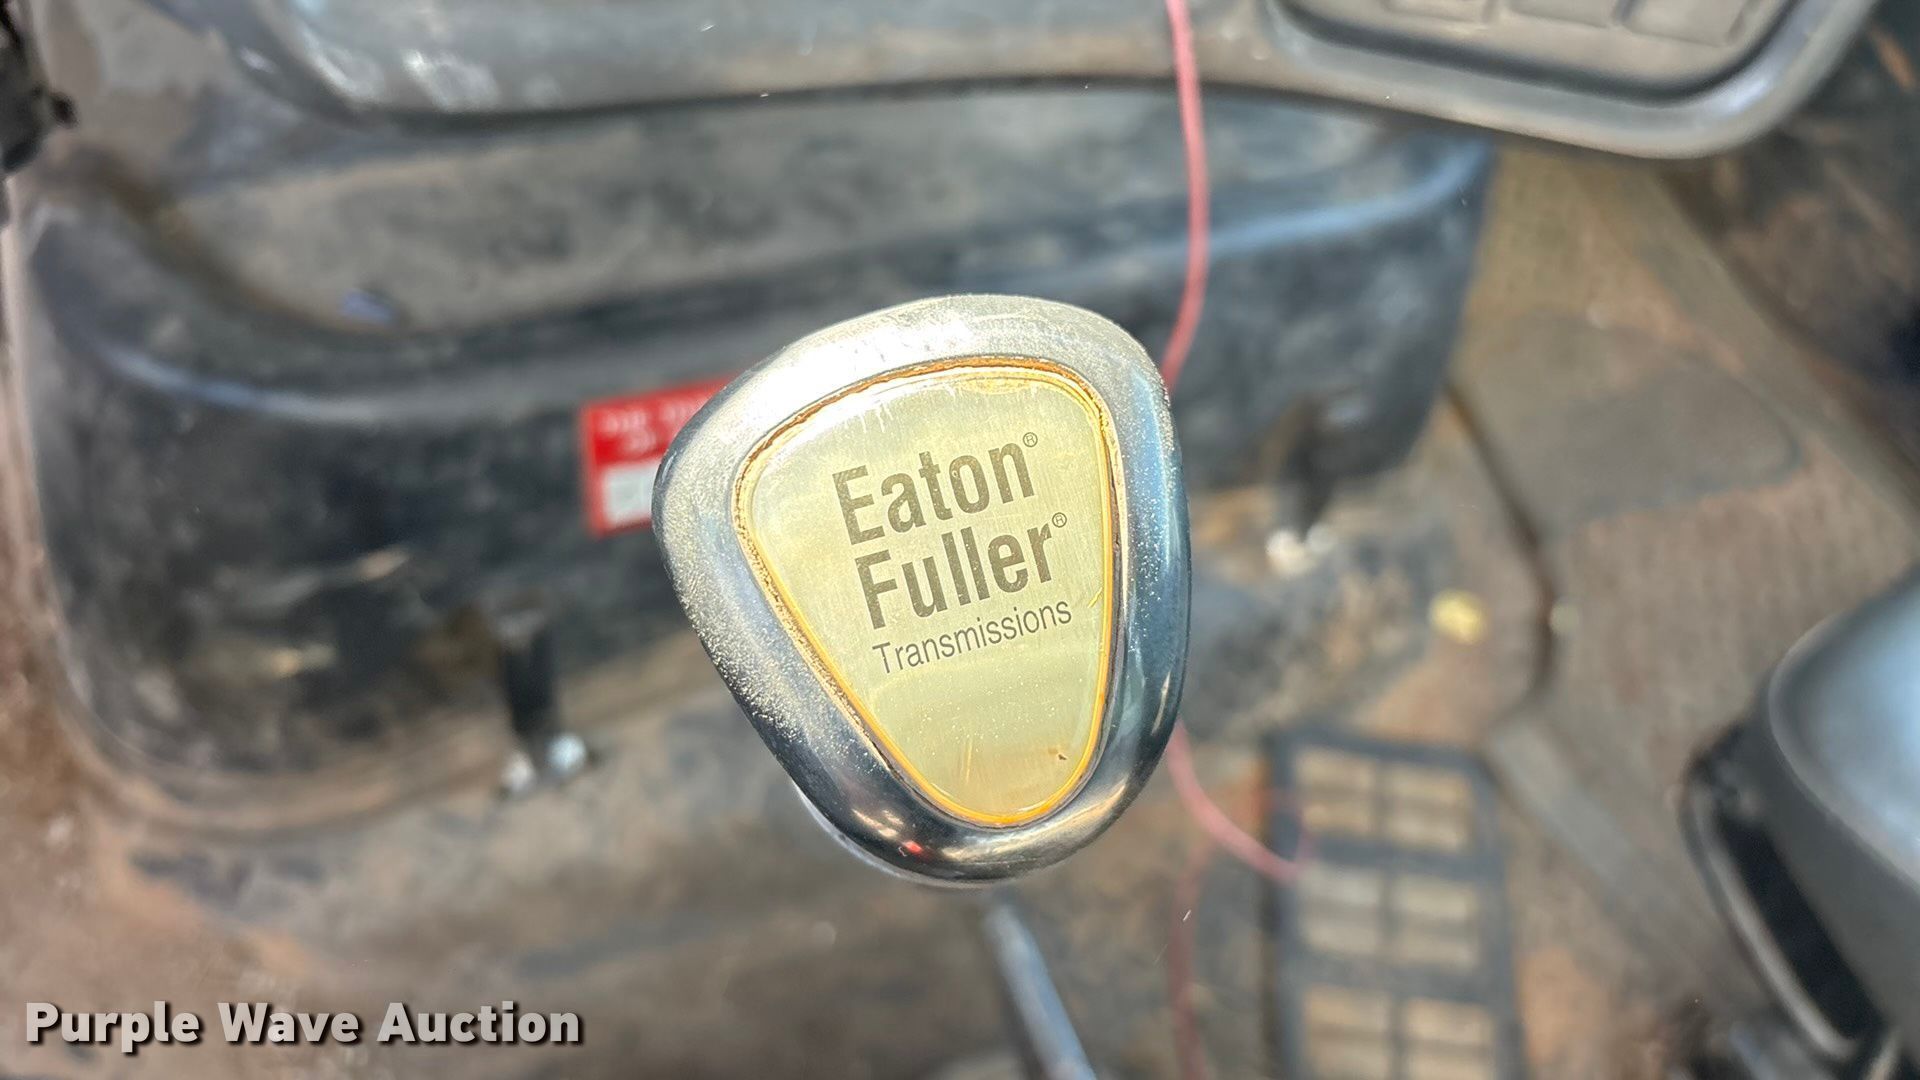 Eaton®
Fuller®
Transmissions
Purple Wave Auction